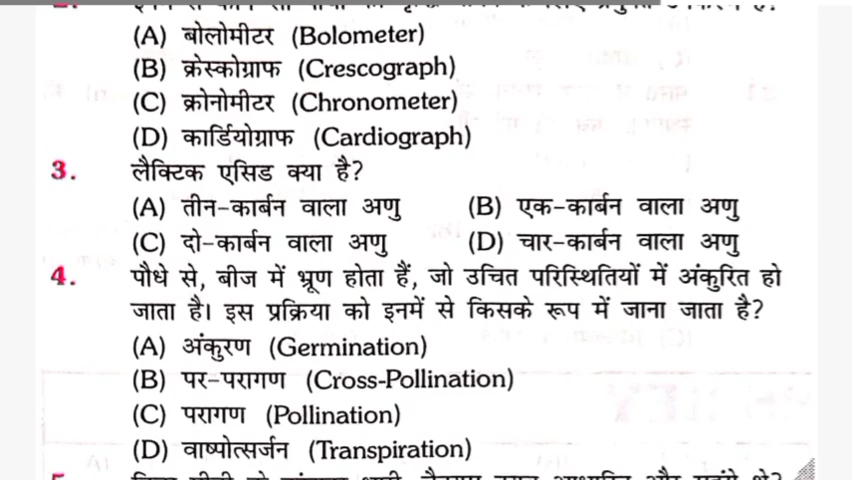 (A) बोलोमीटर (Bolometer)
(B) क्रेस्कोग्राफ (Crescograph)
(C) क्रोनोमीटर (Chronometer)
(D) कार्डियोग्राफ (Cardiograph)
3. लैक्टिक एसिड क्या है?
(A) तीन-कार्बन वाला अणु (B) एक-कार्बन वाला अणु
(C) दो-कार्बन वाला अणु (D) चार-कार्बन वाला अणु
4. पौधे से, बीज में भ्रूण होता हैं, जो उचित परिस्थितियों में अंकुरित हो
जाता है। इस प्रक्रिया को इनमें से किसके रूप में जाना जाता है?
(A) अंकुरण (Germination)
(B) पर-परागण (Cross-Pollination)
(C) परागण (Pollination)
(D) वाष्पोत्सर्जन (Transpiration)